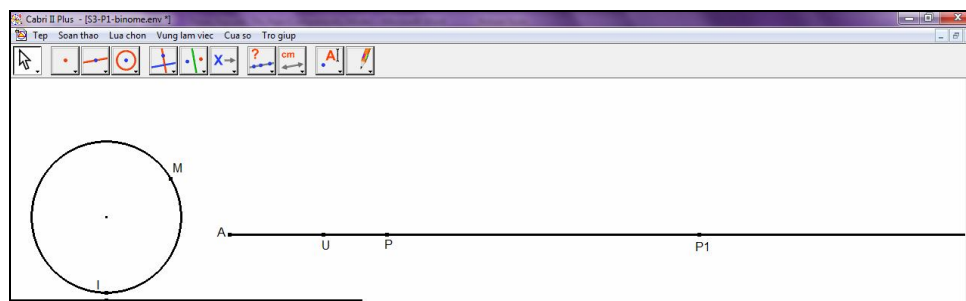 Cabri II Plus - [S3-P1-binome.env *]
Tep Soan thao Lua chon Vung lam viec Cua so Tro giup
X ? cm A
M
A U P P1
I